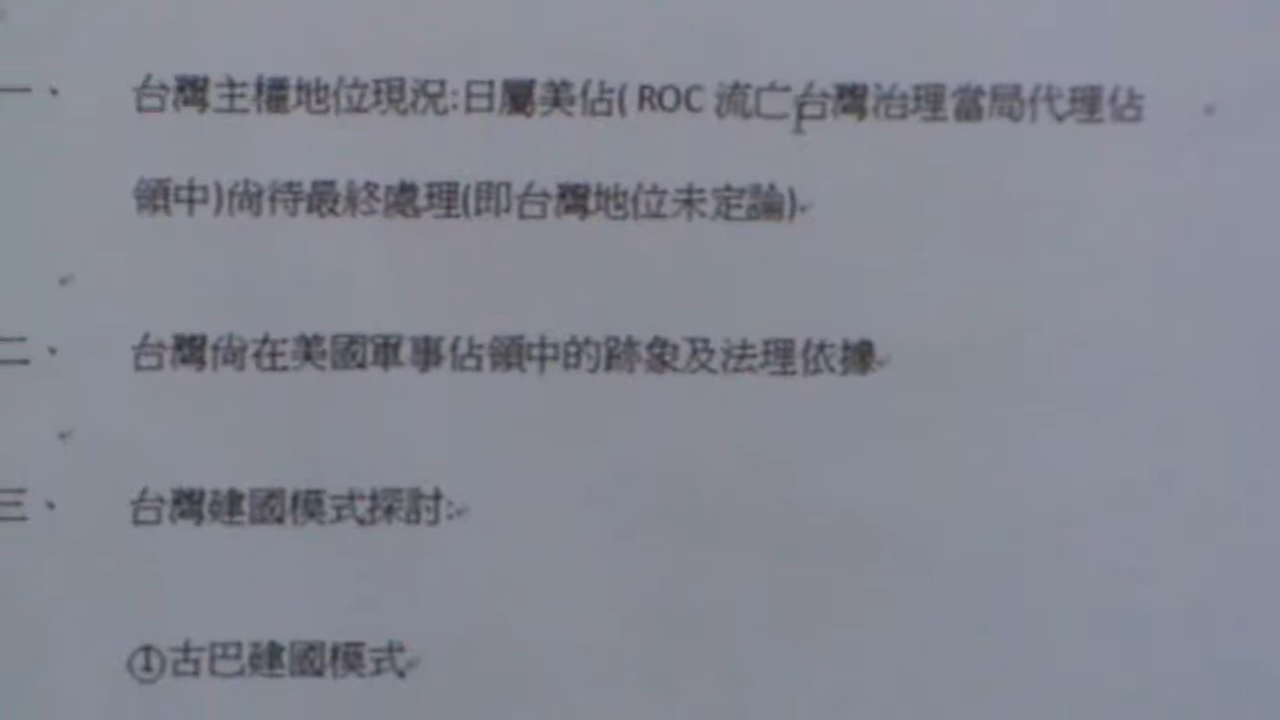 一、 台灣主權地位現況:日屬美佔( ROC 流亡台灣治理當局代理佔
領中)尚待最終處理(即台灣地位未定論)
二、 台灣尚在美國軍事佔領中的跡象及法理依據
三、 台灣建國模式探討:
①古巴建國模式